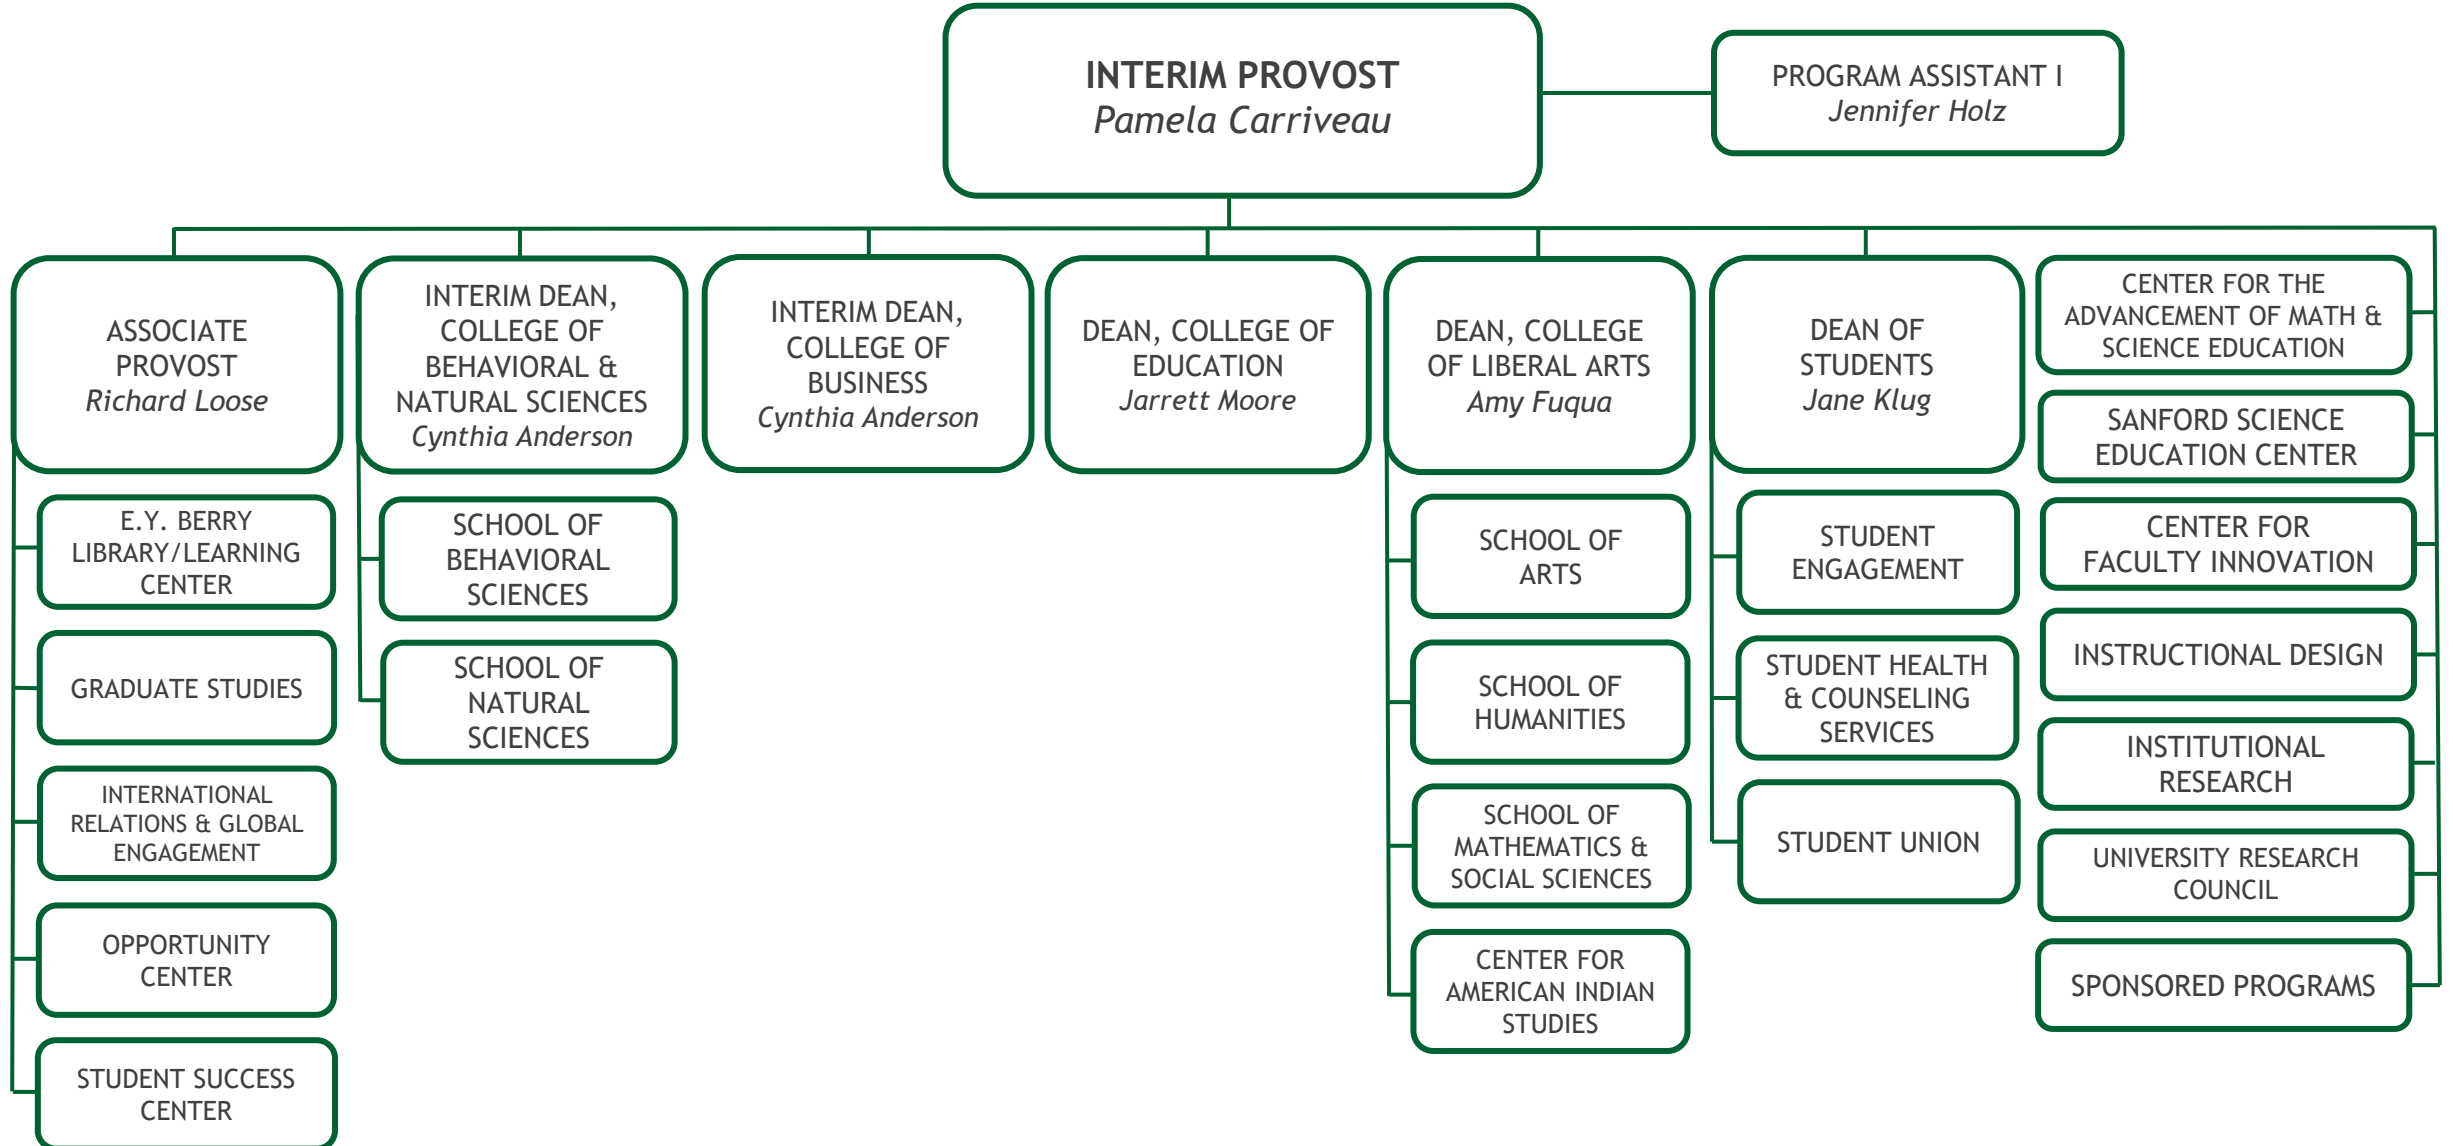 INTERIM PROVOST
Pamela Carriveau
PROGRAM ASSISTANT I
Jennifer Holz
ASSOCIATE
PROVOST
Richard Loose
E.Y. BERRY
LIBRARY/LEARNING
CENTER
GRADUATE STUDIES
INTERNATIONAL
RELATIONS & GLOBAL
ENGAGEMENT
OPPORTUNITY
CENTER
STUDENT SUCCESS
CENTER
INTERIM DEAN,
COLLEGE OF
BEHAVIORAL &
NATURAL SCIENCES
Cynthia Anderson
SCHOOL OF
BEHAVIORAL
SCIENCES
SCHOOL OF
NATURAL
SCIENCES
INTERIM DEAN,
COLLEGE OF
BUSINESS
Cynthia Anderson
DEAN, COLLEGE OF
EDUCATION
Jarrett Moore
DEAN, COLLEGE
OF LIBERAL ARTS
Amy Fuqua
SCHOOL OF
ARTS
SCHOOL OF
HUMANITIES
SCHOOL OF
MATHEMATICS &
SOCIAL SCIENCES
CENTER FOR
AMERICAN INDIAN
STUDIES
DEAN OF
STUDENTS
Jane Klug
STUDENT
ENGAGEMENT
STUDENT HEALTH
& COUNSELING
SERVICES
STUDENT UNION
CENTER FOR THE
ADVANCEMENT OF MATH &
SCIENCE EDUCATION
SANFORD SCIENCE
EDUCATION CENTER
CENTER FOR
FACULTY INNOVATION
INSTRUCTIONAL DESIGN
INSTITUTIONAL
RESEARCH
UNIVERSITY RESEARCH
COUNCIL
SPONSORED PROGRAMS